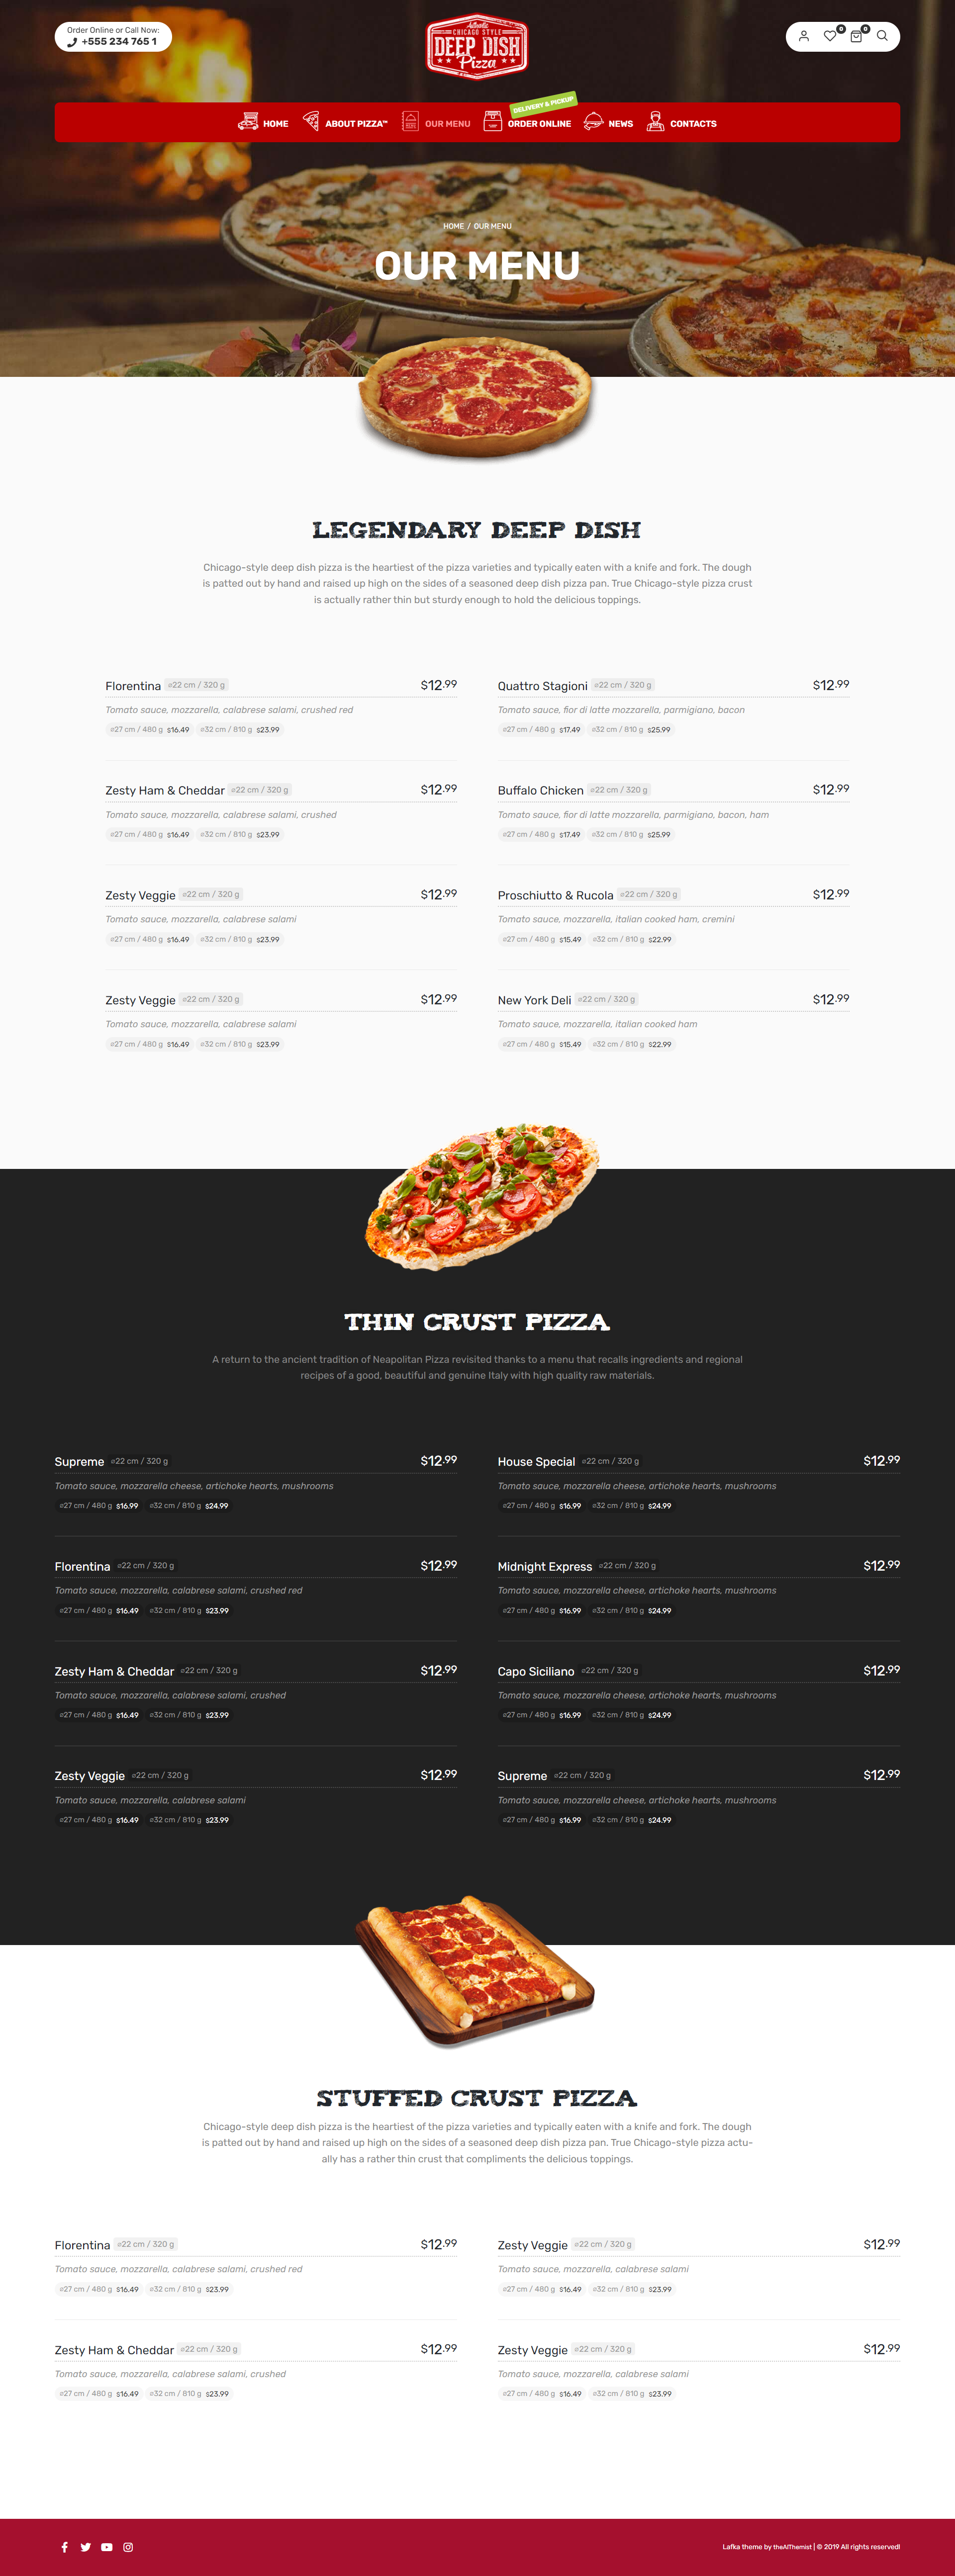 Order Online or Call Now:
+555 234 765 1
Authentic
CHICAGO STYLE
DEEP DISH
Pizza
0
0
DELIVERY & PICKUP
HOME
ABOUT PIZZA™
OUR MENU
ORDER ONLINE
NEWS
CONTACTS
HOME / OUR MENU
OUR MENU
LEGENDARY DEEP DISH
Chicago-style deep dish pizza is the heartiest of the pizza varieties and typically eaten with a knife and fork. The dough
is patted out by hand and raised up high on the sides of a seasoned deep dish pizza pan. True Chicago-style pizza crust
is actually rather thin but sturdy enough to hold the delicious toppings.
Florentina ⌀22 cm / 320 g $12.99
Tomato sauce, mozzarella, calabrese salami, crushed red
⌀27 cm / 480 g $16.49 ⌀32 cm / 810 g $23.99
Quattro Stagioni ⌀22 cm / 320 g $12.99
Tomato sauce, fior di latte mozzarella, parmigiano, bacon
⌀27 cm / 480 g $17.49 ⌀32 cm / 810 g $25.99
Zesty Ham & Cheddar ⌀22 cm / 320 g $12.99
Tomato sauce, mozzarella, calabrese salami, crushed
⌀27 cm / 480 g $16.49 ⌀32 cm / 810 g $23.99
Buffalo Chicken ⌀22 cm / 320 g $12.99
Tomato sauce, fior di latte mozzarella, parmigiano, bacon, ham
⌀27 cm / 480 g $17.49 ⌀32 cm / 810 g $25.99
Zesty Veggie ⌀22 cm / 320 g $12.99
Tomato sauce, mozzarella, calabrese salami
⌀27 cm / 480 g $16.49 ⌀32 cm / 810 g $23.99
Proschiutto & Rucola ⌀22 cm / 320 g $12.99
Tomato sauce, mozzarella, italian cooked ham, cremini
⌀27 cm / 480 g $15.49 ⌀32 cm / 810 g $22.99
Zesty Veggie ⌀22 cm / 320 g $12.99
Tomato sauce, mozzarella, calabrese salami
⌀27 cm / 480 g $16.49 ⌀32 cm / 810 g $23.99
New York Deli ⌀22 cm / 320 g $12.99
Tomato sauce, mozzarella, italian cooked ham
⌀27 cm / 480 g $15.49 ⌀32 cm / 810 g $22.99
THIN CRUST PIZZA
A return to the ancient tradition of Neapolitan Pizza revisited thanks to a menu that recalls ingredients and regional
recipes of a good, beautiful and genuine Italy with high quality raw materials.
Supreme ⌀22 cm / 320 g $12.99
Tomato sauce, mozzarella cheese, artichoke hearts, mushrooms
⌀27 cm / 480 g $16.99 ⌀32 cm / 810 g $24.99
House Special ⌀22 cm / 320 g $12.99
Tomato sauce, mozzarella cheese, artichoke hearts, mushrooms
⌀27 cm / 480 g $16.99 ⌀32 cm / 810 g $24.99
Florentina ⌀22 cm / 320 g $12.99
Tomato sauce, mozzarella, calabrese salami, crushed red
⌀27 cm / 480 g $16.49 ⌀32 cm / 810 g $23.99
Midnight Express ⌀22 cm / 320 g $12.99
Tomato sauce, mozzarella cheese, artichoke hearts, mushrooms
⌀27 cm / 480 g $16.99 ⌀32 cm / 810 g $24.99
Zesty Ham & Cheddar ⌀22 cm / 320 g $12.99
Tomato sauce, mozzarella, calabrese salami, crushed
⌀27 cm / 480 g $16.49 ⌀32 cm / 810 g $23.99
Capo Siciliano ⌀22 cm / 320 g $12.99
Tomato sauce, mozzarella cheese, artichoke hearts, mushrooms
⌀27 cm / 480 g $16.99 ⌀32 cm / 810 g $24.99
Zesty Veggie ⌀22 cm / 320 g $12.99
Tomato sauce, mozzarella, calabrese salami
⌀27 cm / 480 g $16.49 ⌀32 cm / 810 g $23.99
Supreme ⌀22 cm / 320 g $12.99
Tomato sauce, mozzarella cheese, artichoke hearts, mushrooms
⌀27 cm / 480 g $16.99 ⌀32 cm / 810 g $24.99
STUFFED CRUST PIZZA
Chicago-style deep dish pizza is the heartiest of the pizza varieties and typically eaten with a knife and fork. The dough
is patted out by hand and raised up high on the sides of a seasoned deep dish pizza pan. True Chicago-style pizza actu-
ally has a rather thin crust that compliments the delicious toppings.
Florentina ⌀22 cm / 320 g $12.99
Tomato sauce, mozzarella, calabrese salami, crushed red
⌀27 cm / 480 g $16.49 ⌀32 cm / 810 g $23.99
Zesty Veggie ⌀22 cm / 320 g $12.99
Tomato sauce, mozzarella, calabrese salami
⌀27 cm / 480 g $16.49 ⌀32 cm / 810 g $23.99
Zesty Ham & Cheddar ⌀22 cm / 320 g $12.99
Tomato sauce, mozzarella, calabrese salami, crushed
⌀27 cm / 480 g $16.49 ⌀32 cm / 810 g $23.99
Zesty Veggie ⌀22 cm / 320 g $12.99
Tomato sauce, mozzarella, calabrese salami
⌀27 cm / 480 g $16.49 ⌀32 cm / 810 g $23.99
Lafka theme by theAlThemist | © 2019 All rights reserved!